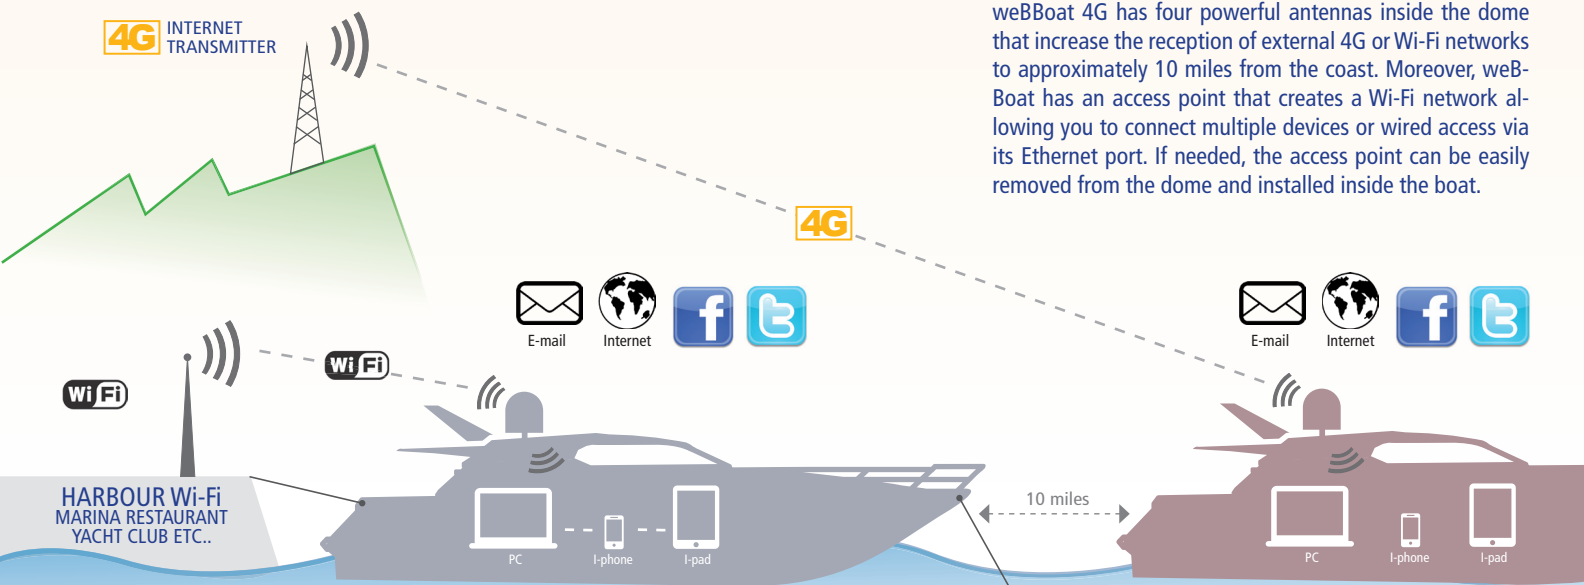 4G INTERNET
TRANSMITTER
weBBoat 4G has four powerful antennas inside the dome
that increase the reception of external 4G or Wi-Fi networks
to approximately 10 miles from the coast. Moreover, weB-
Boat has an access point that creates a Wi-Fi network al-
lowing you to connect multiple devices or wired access via
its Ethernet port. If needed, the access point can be easily
removed from the dome and installed inside the boat.
4G
E-mail Internet f t
E-mail Internet f t
Wi Fi
Wi Fi
HARBOUR Wi-Fi
MARINA RESTAURANT
YACHT CLUB ETC..
PC I-phone I-pad
10 miles
PC I-phone I-pad